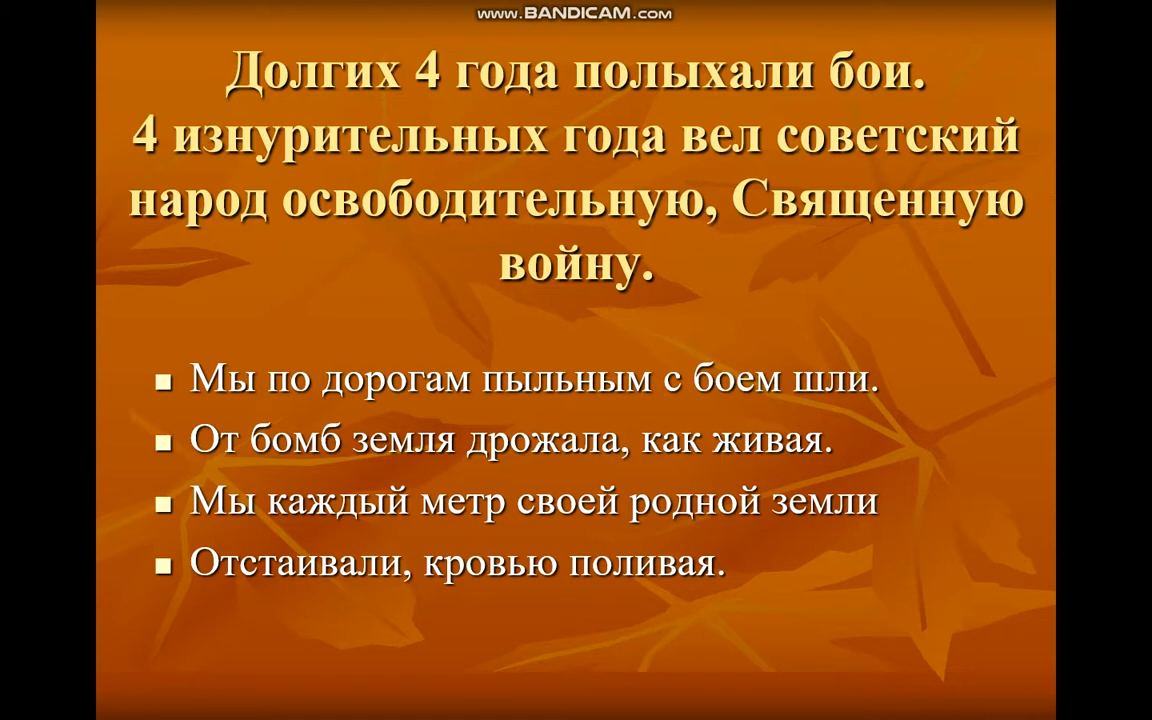 www.BANDICAM.com
Долгих 4 года полыхали бои.
4 изнурительных года вел советский
народ освободительную, Священную
войну.
Мы по дорогам пыльным с боем шли.
От бомб земля дрожала, как живая.
Мы каждый метр своей родной земли
Отстаивали, кровью поливая.